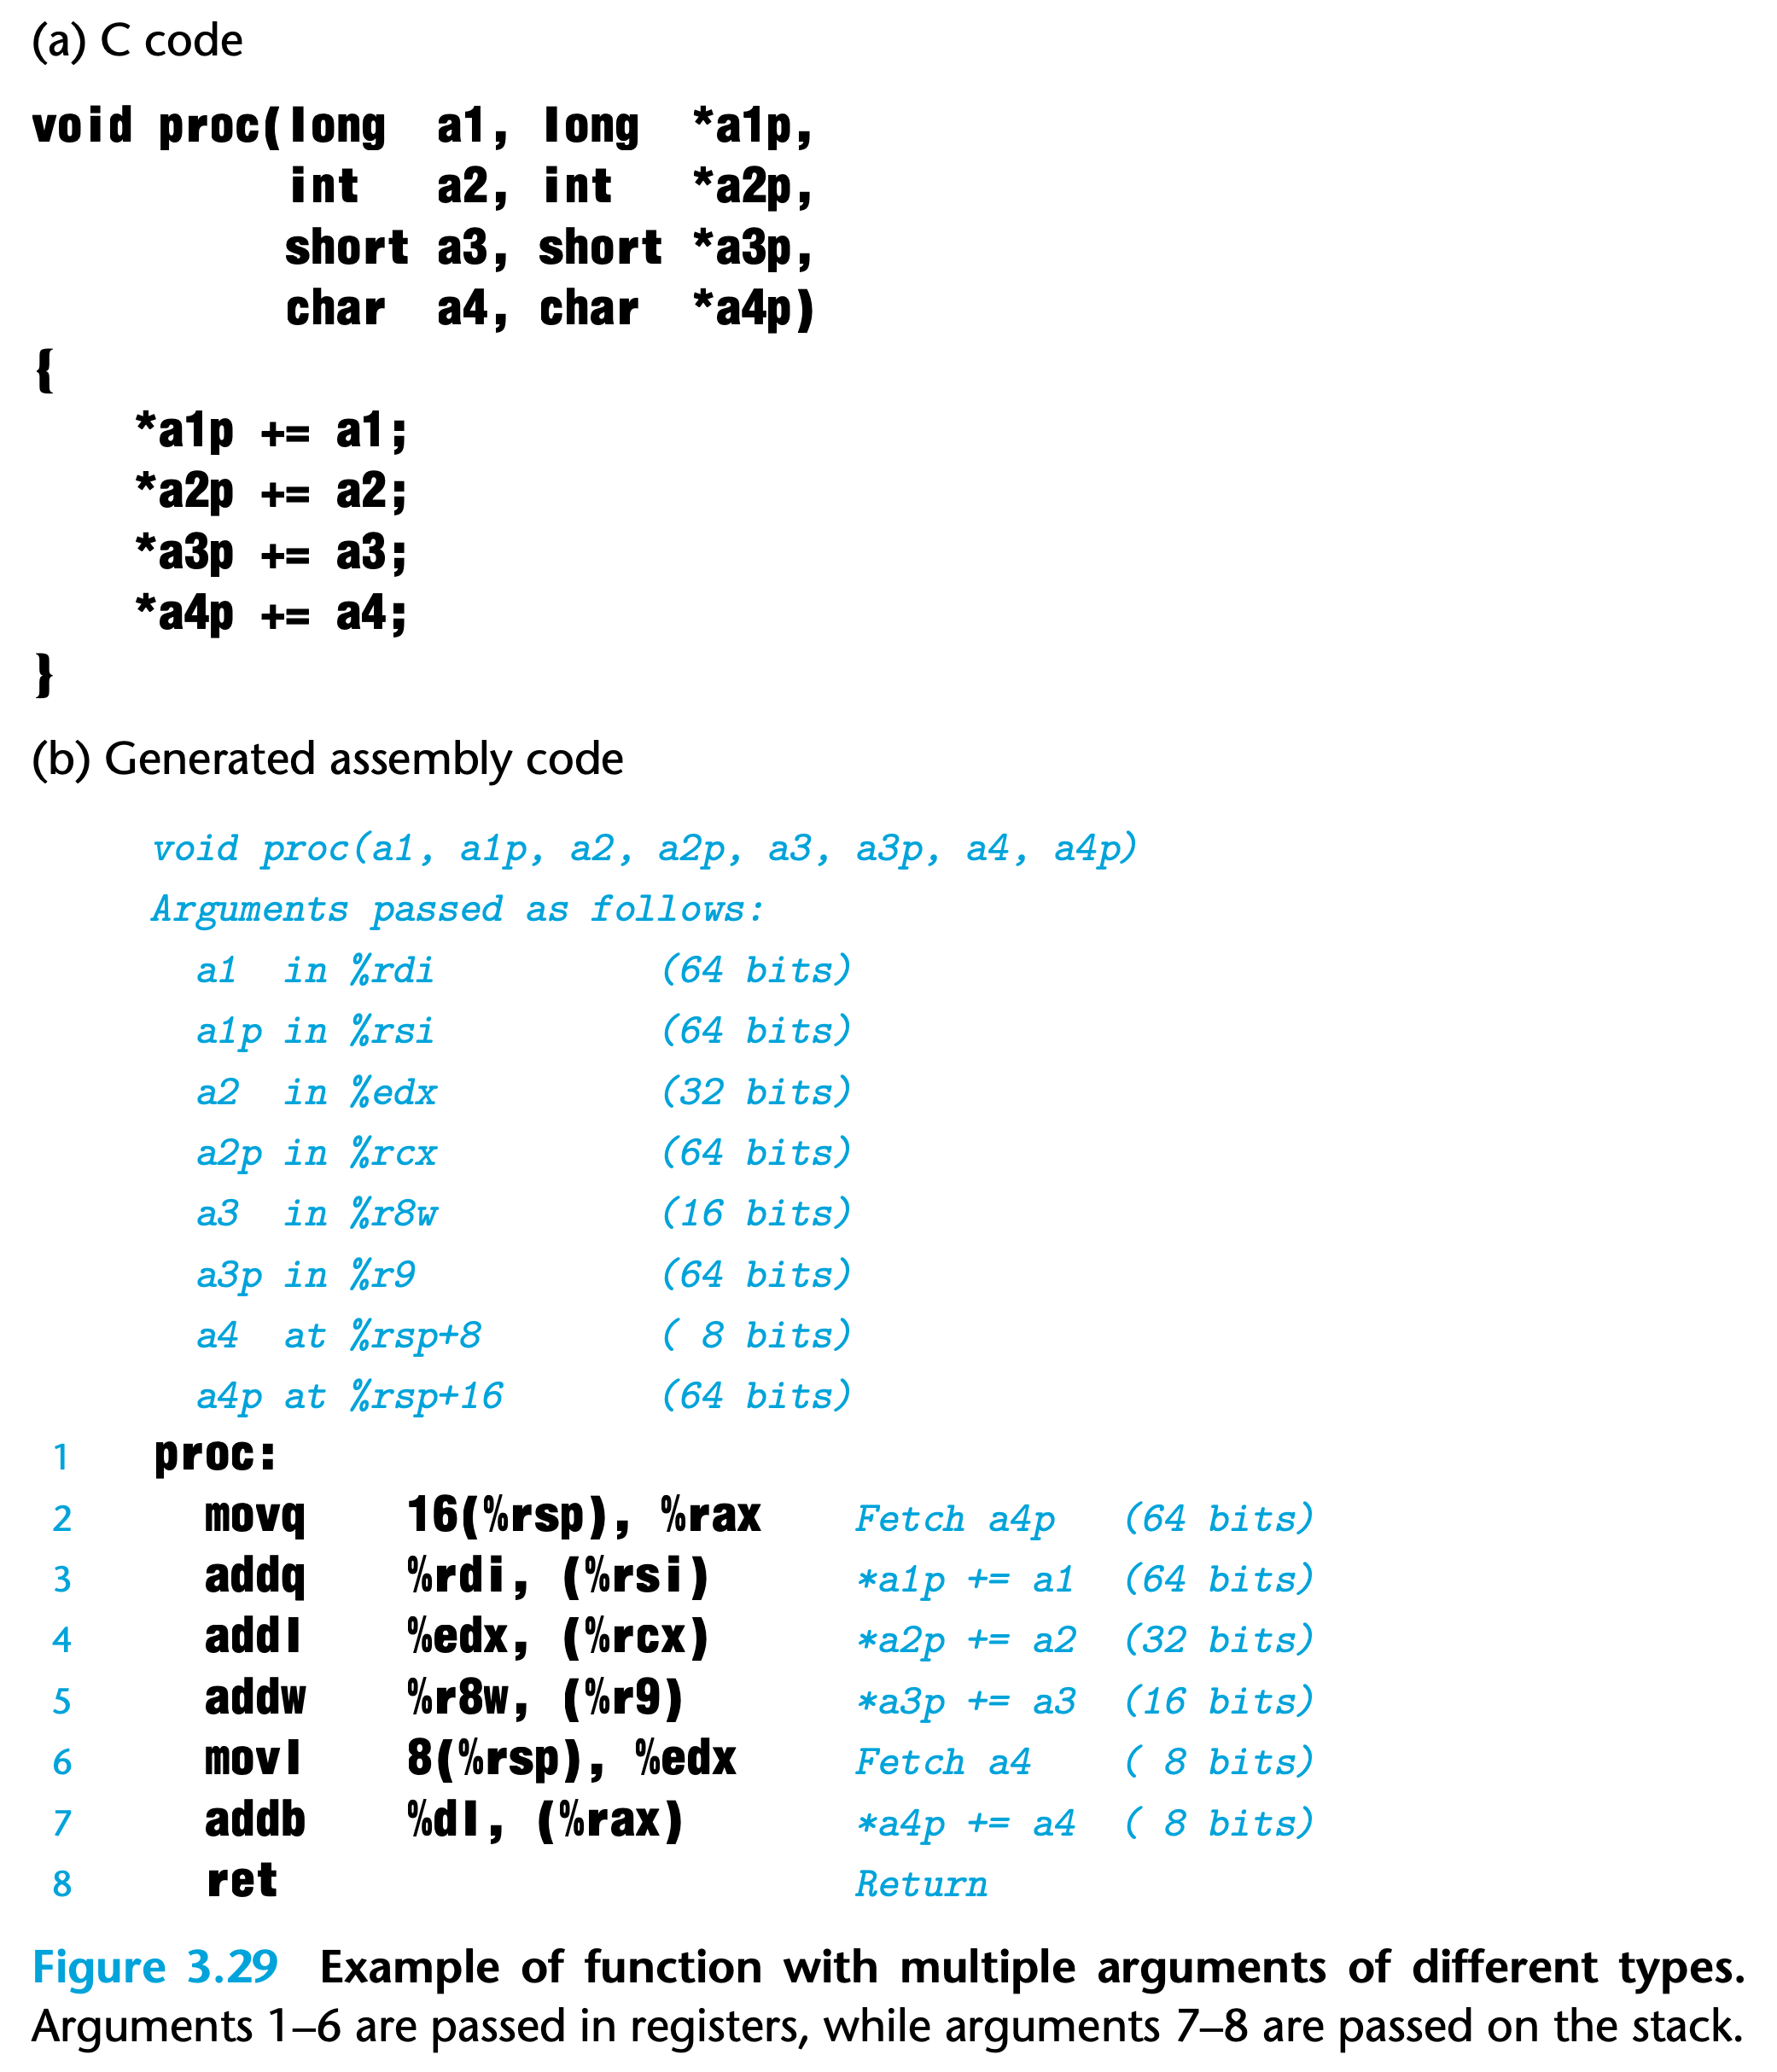 (a) C code
void proc(long  a1, long  *a1p,
          int   a2, int   *a2p,
          short a3, short *a3p,
          char  a4, char  *a4p)
{
    *a1p += a1;
    *a2p += a2;
    *a3p += a3;
    *a4p += a4;
}
(b) Generated assembly code
void proc(a1, a1p, a2, a2p, a3, a3p, a4, a4p)
Arguments passed as follows:
  a1  in %rdi          (64 bits)
  a1p in %rsi          (64 bits)
  a2  in %edx          (32 bits)
  a2p in %rcx          (64 bits)
  a3  in %r8w          (16 bits)
  a3p in %r9           (64 bits)
  a4  at %rsp+8        ( 8 bits)
  a4p at %rsp+16       (64 bits)
1 proc:
2   movq    16(%rsp), %rax    Fetch a4p  (64 bits)
3   addq    %rdi, (%rsi)      *a1p += a1 (64 bits)
4   addl    %edx, (%rcx)      *a2p += a2 (32 bits)
5   addw    %r8w, (%r9)       *a3p += a3 (16 bits)
6   movl    8(%rsp), %edx     Fetch a4   ( 8 bits)
7   addb    %dl, (%rax)       *a4p += a4 ( 8 bits)
8   ret                       Return
Figure 3.29 Example of function with multiple arguments of different types.
Arguments 1–6 are passed in registers, while arguments 7–8 are passed on the stack.